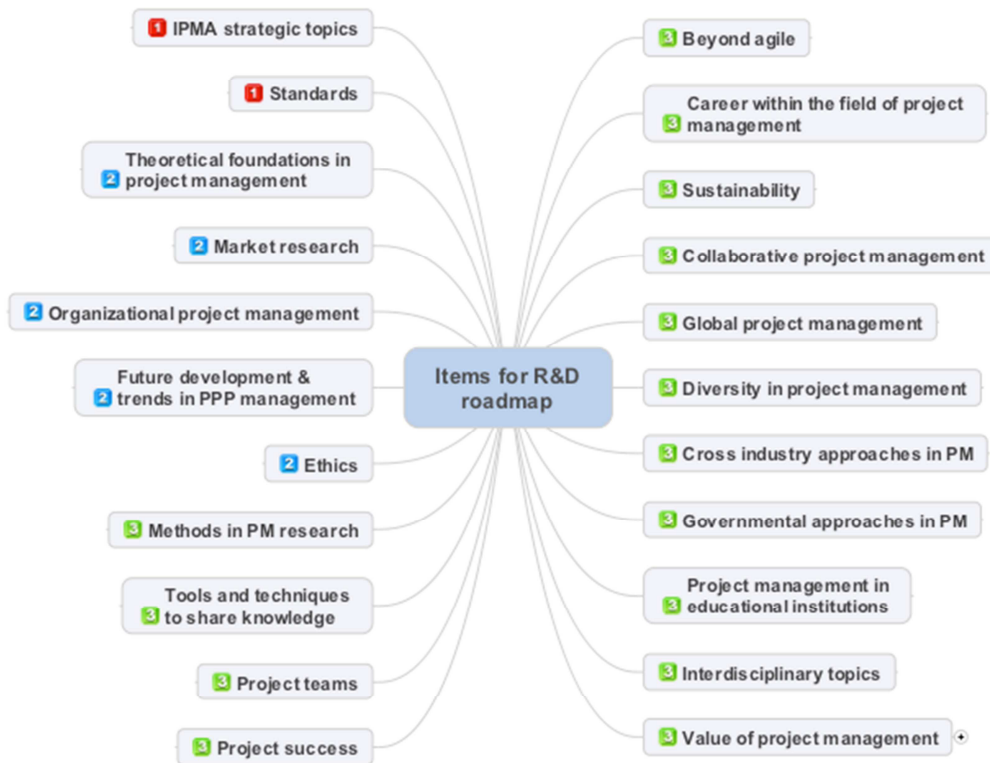 1 IPMA strategic topics
1 Standards
Theoretical foundations in
2 project management
2 Market research
2 Organizational project management
Future development &
2 trends in PPP management
2 Ethics
3 Methods in PM research
Tools and techniques
3 to share knowledge
3 Project teams
3 Project success
Items for R&D
roadmap
3 Beyond agile
Career within the field of project
3 management
3 Sustainability
3 Collaborative project management
3 Global project management
3 Diversity in project management
3 Cross industry approaches in PM
3 Governmental approaches in PM
Project management in
3 educational institutions
3 Interdisciplinary topics
3 Value of project management